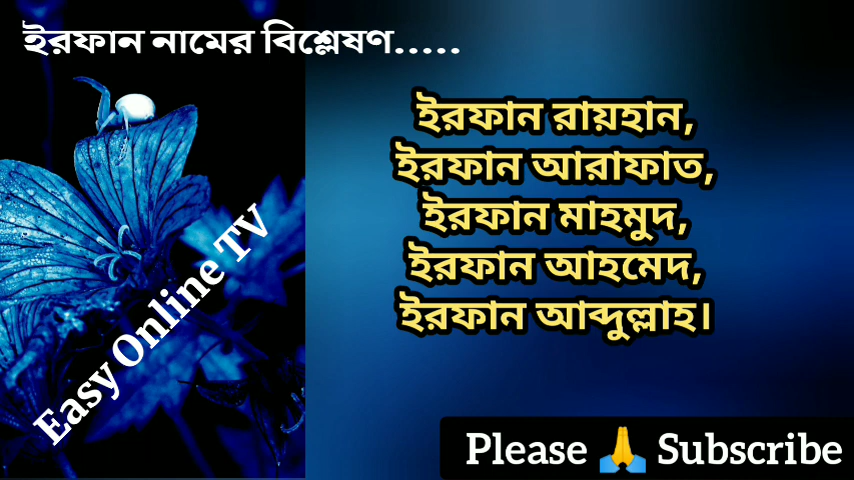 ইরফান নামের বিশ্লেষণ.....
ইরফান রায়হান,
ইরফান আরাফাত,
ইরফান মাহমুদ,
ইরফান আহমেদ,
ইরফান আব্দুল্লাহ।
Easy Online TV
Please 🙏 Subscribe